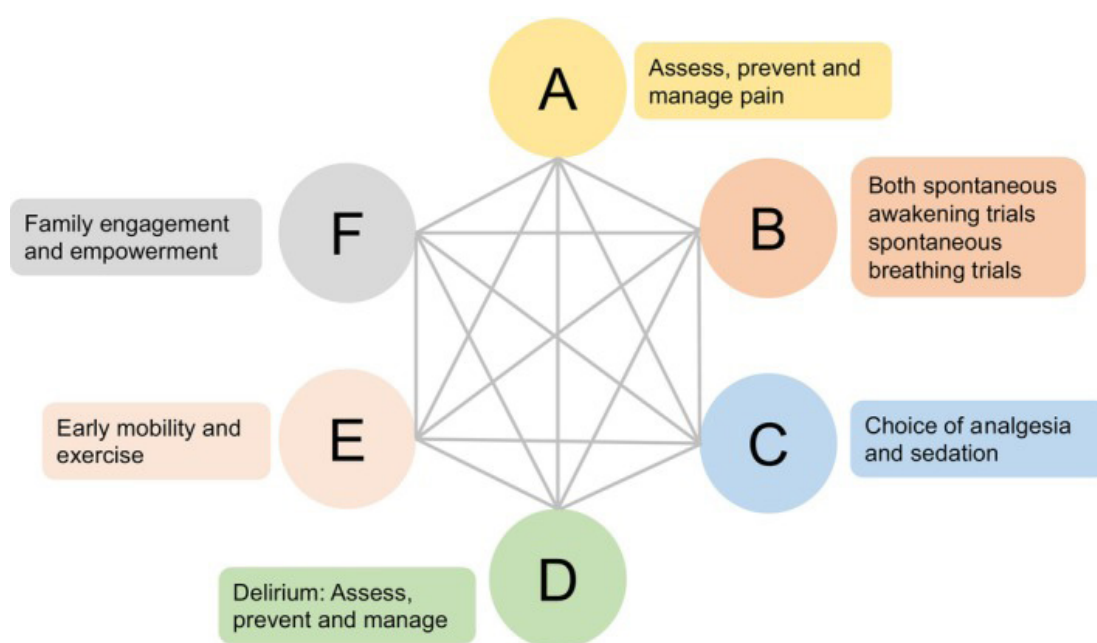 A
Assess, prevent and
manage pain
B
Both spontaneous
awakening trials
spontaneous
breathing trials
C
Choice of analgesia
and sedation
D
Delirium: Assess,
prevent and manage
E
Early mobility and
exercise
F
Family engagement
and empowerment